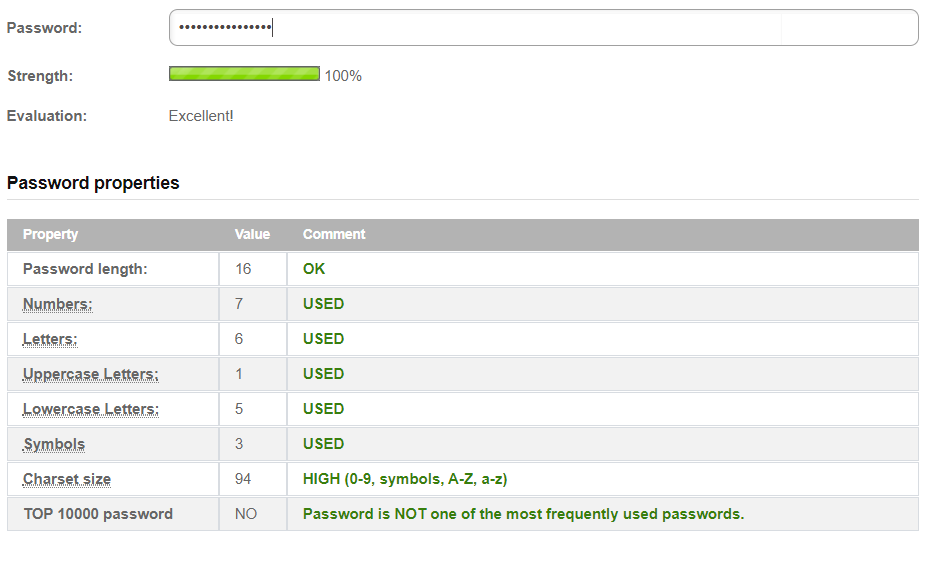 Password: ••••••••••••••••
Strength: 100%
Evaluation: Excellent!
Password properties
Property Value Comment
Password length: 16 OK
Numbers: 7 USED
Letters: 6 USED
Uppercase Letters: 1 USED
Lowercase Letters: 5 USED
Symbols 3 USED
Charset size 94 HIGH (0-9, symbols, A-Z, a-z)
TOP 10000 password NO Password is NOT one of the most frequently used passwords.